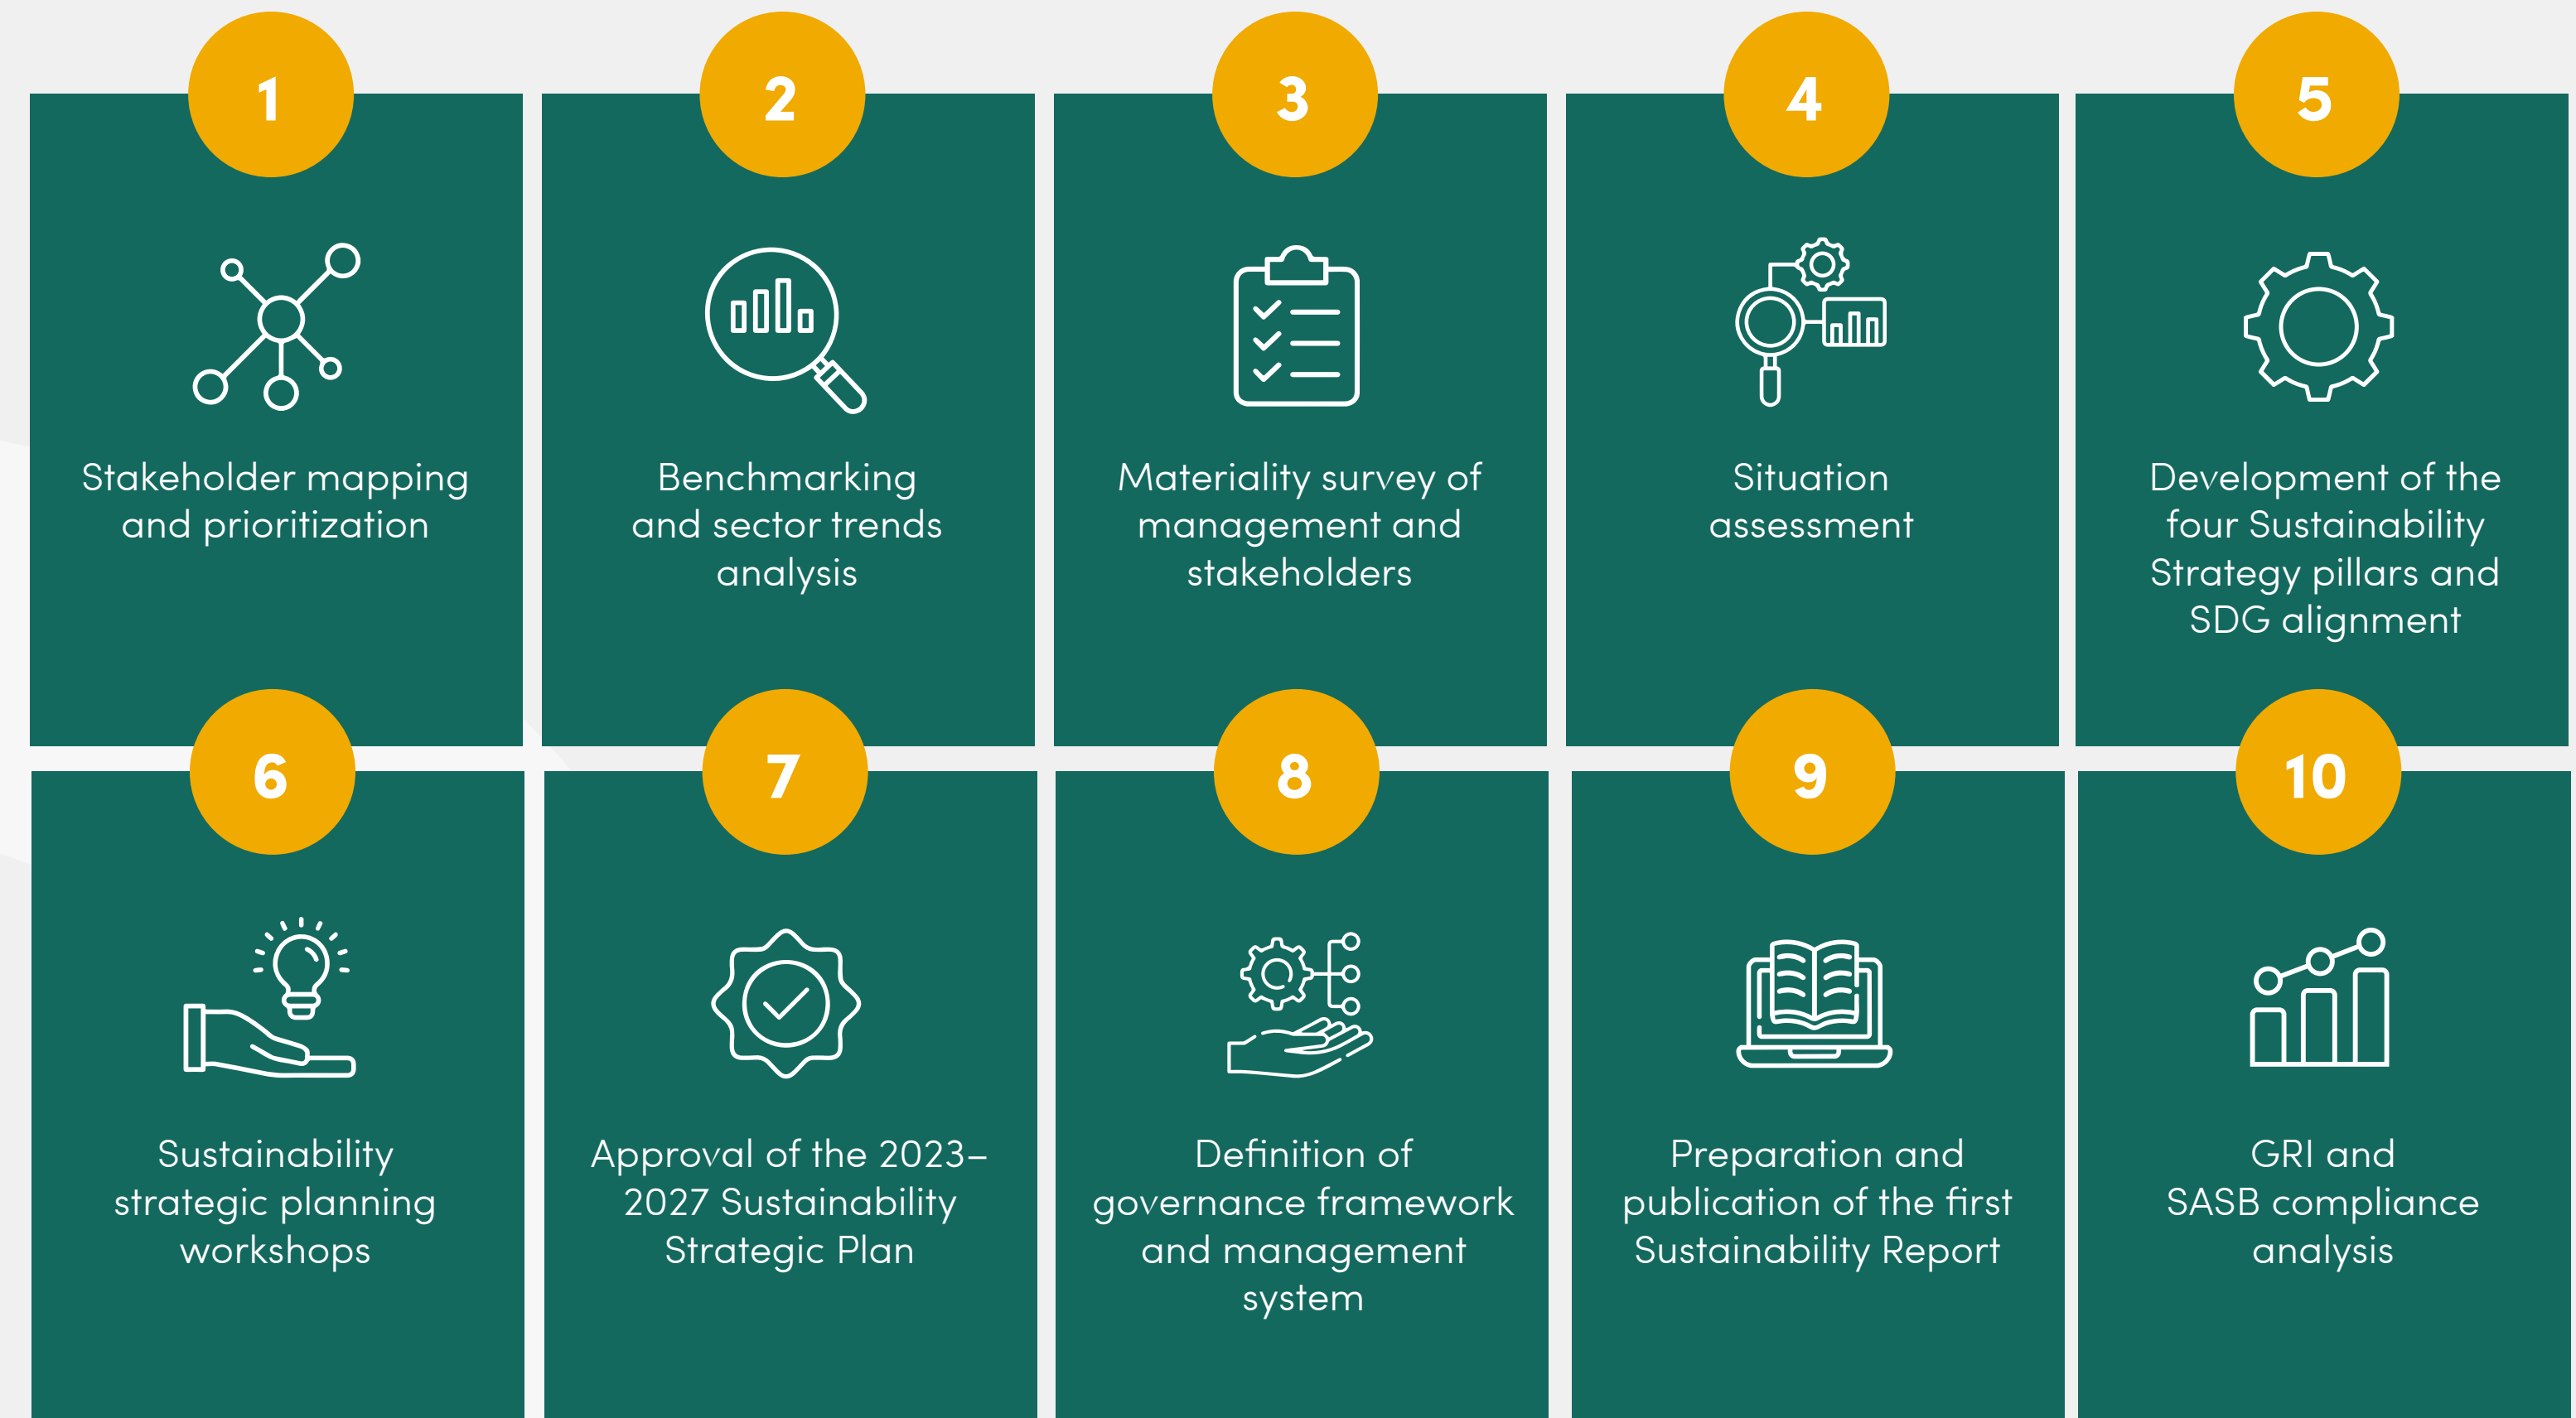 1
Stakeholder mapping
and prioritization
2
Benchmarking
and sector trends
analysis
3
Materiality survey of
management and
stakeholders
4
Situation
assessment
5
Development of the
four Sustainability
Strategy pillars and
SDG alignment
6
Sustainability
strategic planning
workshops
7
Approval of the 2023–
2027 Sustainability
Strategic Plan
8
Definition of
governance framework
and management
system
9
Preparation and
publication of the first
Sustainability Report
10
GRI and
SASB compliance
analysis